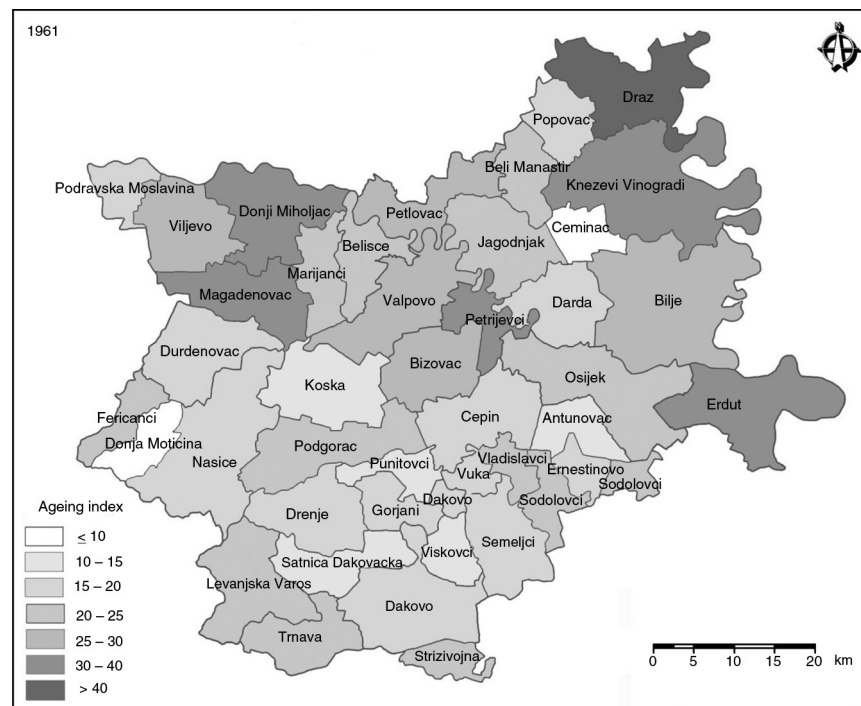 1961
Draz
Popovac
Beli Manastir
Knezevi Vinogradi
Podravska Moslavina
Donji Miholjac
Petlovac
Viljevo
Ceminac
Belisce
Jagodnjak
Marijanci
Magadenovac
Valpovo
Darda
Bilje
Petrijevci
Durdenovac
Bizovac
Osijek
Koska
Erdut
Fericanci
Cepin
Antunovac
Donja Moticina
Podgorac
Nasice
Punitovci
Vladislavci
Vuka
Ernestinovo
Sodolovci
Sodolovci
Dakovo
Gorjani
Drenje
Semeljci
Viskovci
Satnica Dakovacka
Levanjska Varos
Dakovo
Trnava
Strizivojna
Ageing index
≤ 10
10 – 15
15 – 20
20 – 25
25 – 30
30 – 40
> 40
0 5 10 15 20 km